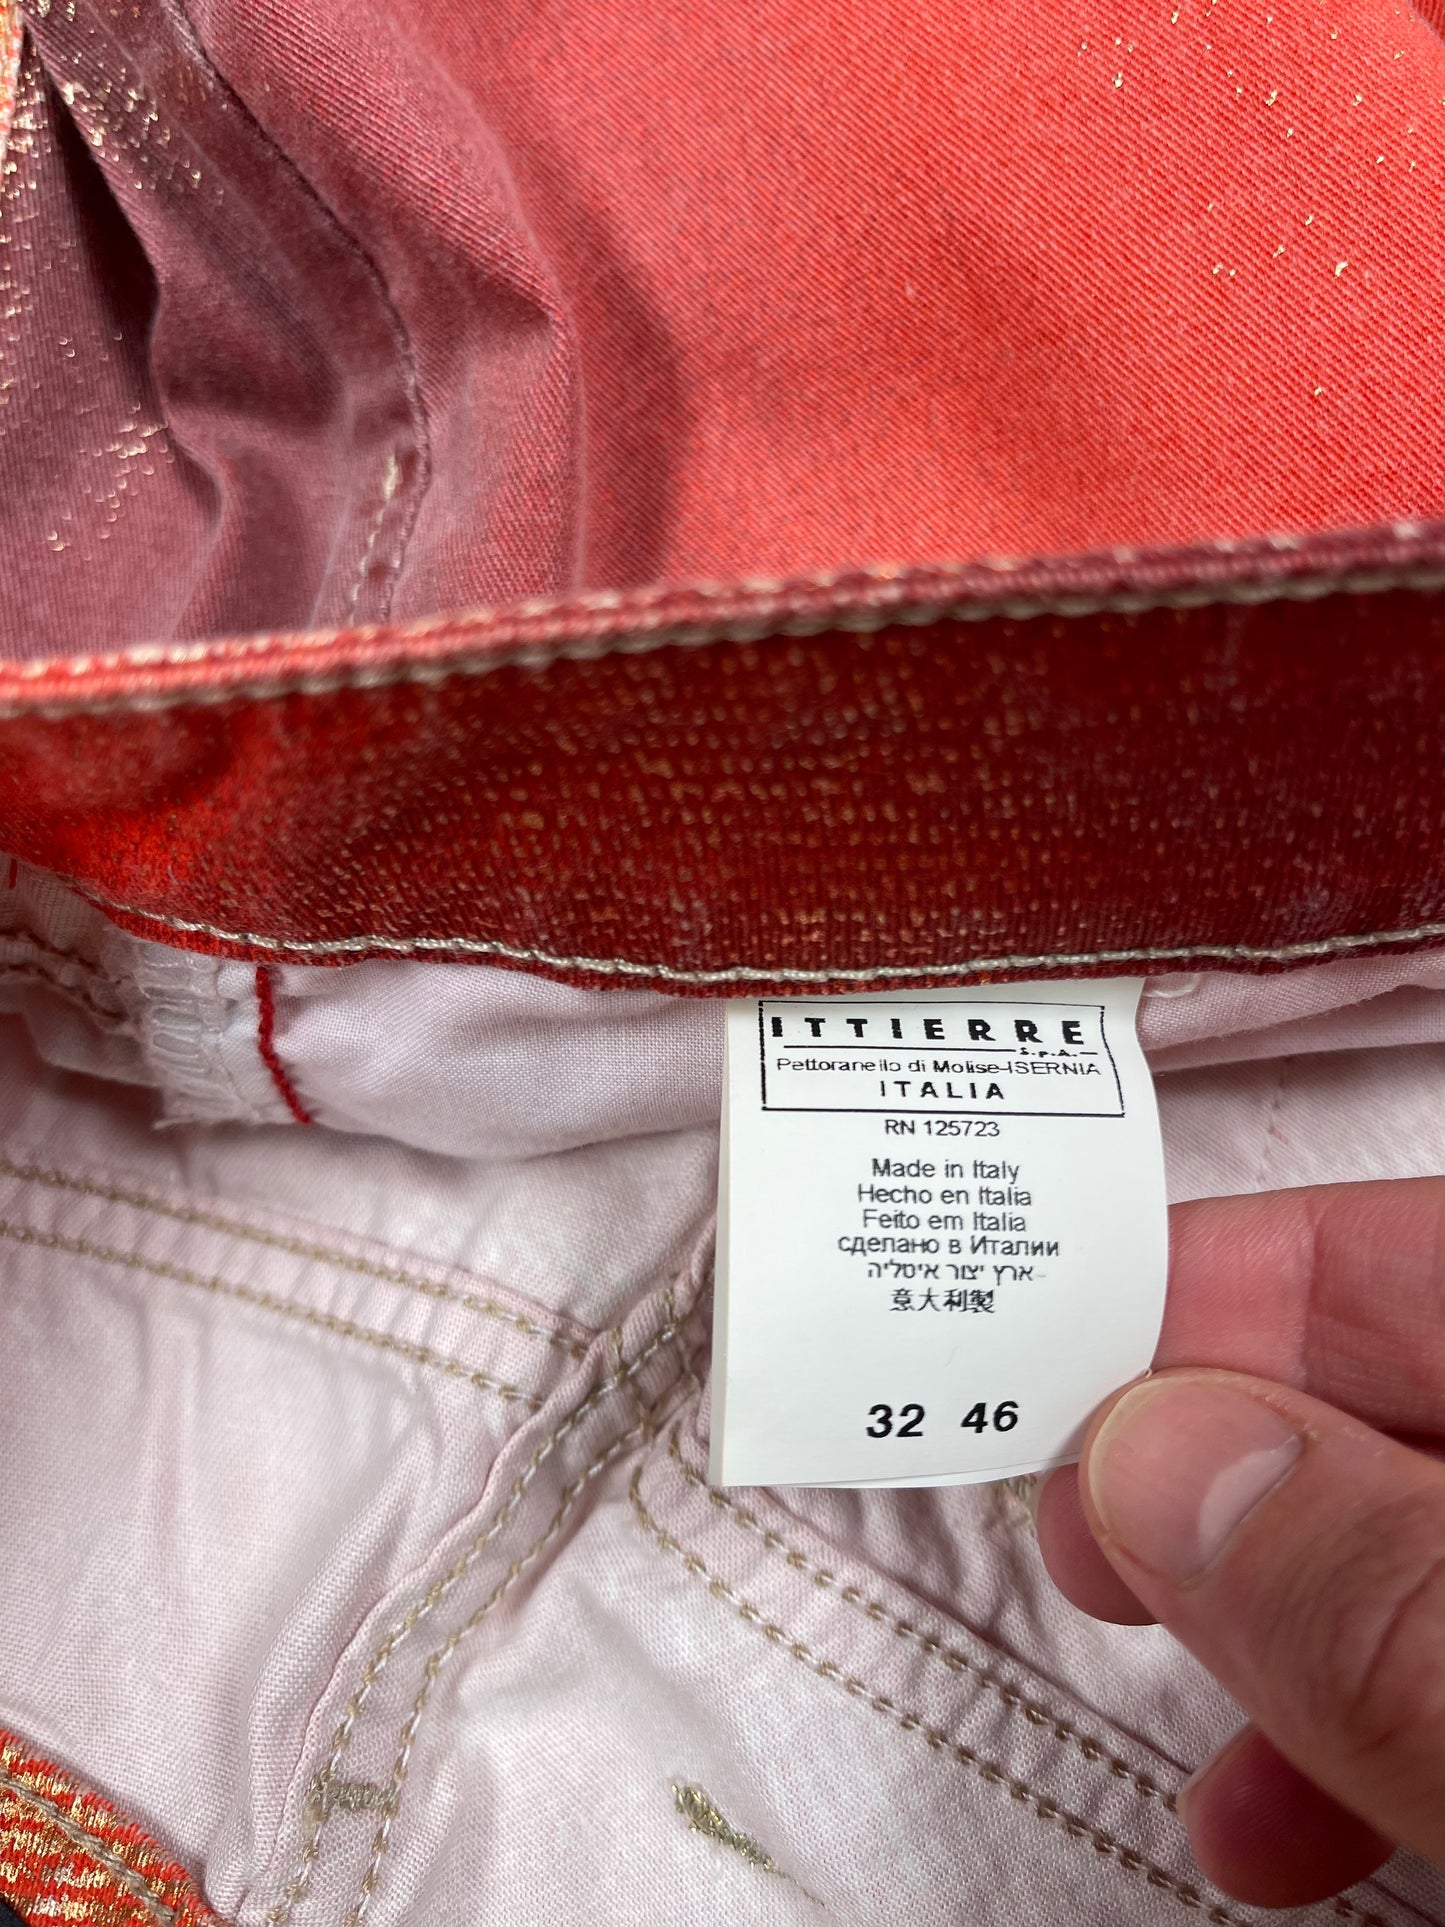 ITTIERRE
S.p.A.
Pettoranello di Molise-ISERNIA
ITALIA
RN 125723
Made in Italy
Hecho en Italia
Feito em Italia
сделано в Италии
ארץ יצור איטליה
意大利製
32 46